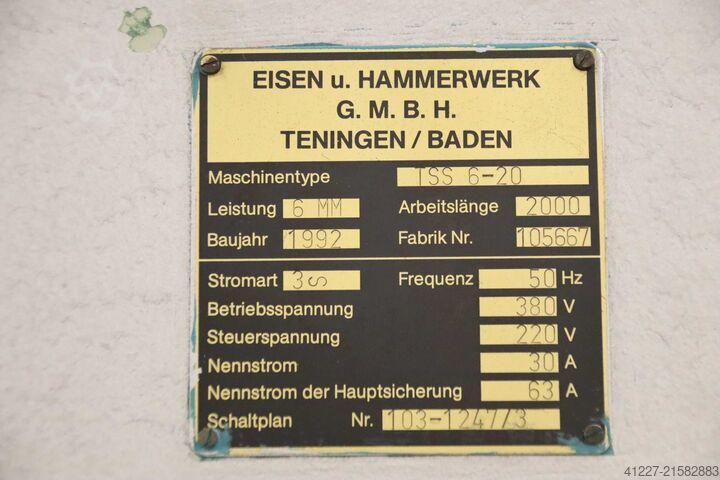 EISEN u. HAMMERWERK
G. M. B. H.
TENINGEN / BADEN
Maschinentype TSS 6-20
Leistung 6 MM Arbeitslänge 2000
Baujahr 1992 Fabrik Nr. 105667
Stromart 3∽ Frequenz 50 Hz
Betriebsspannung 380 V
Steuerspannung 220 V
Nennstrom 30 A
Nennstrom der Hauptsicherung 63 A
Schaltplan Nr. 103-1247/3
41227-21582883